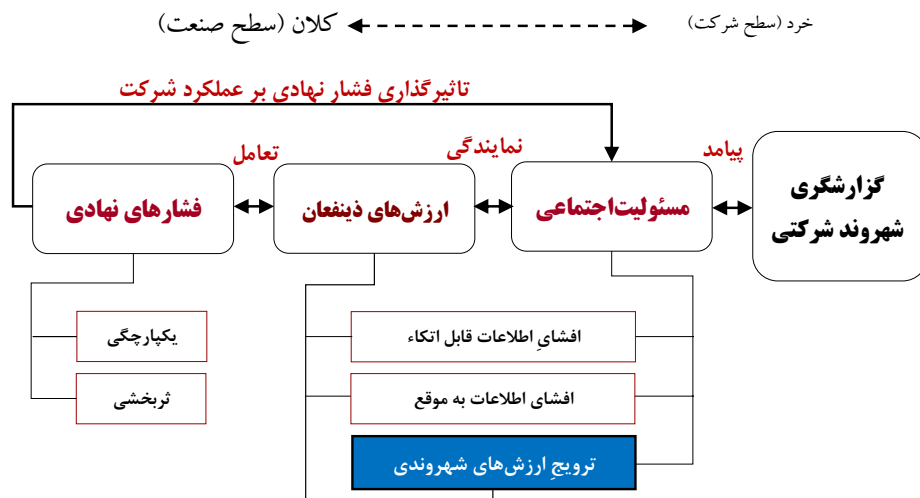 خرد (سطح شرکت)
کلان (سطح صنعت)
تاثیرگذاری فشار نهادی بر عملکرد شرکت
پیامد
نمایندگی
تعامل
گزارشگری
شهروند شرکتی
مسئولیت‌اجتماعی
ارزش‌های ذینفعان
فشارهای نهادی
افشایِ اطلاعات قابل اتکاء
یکپارچگی
افشای اطلاعات به موقع
ثربخشی
ترویجِ ارزش‌های شهروندی